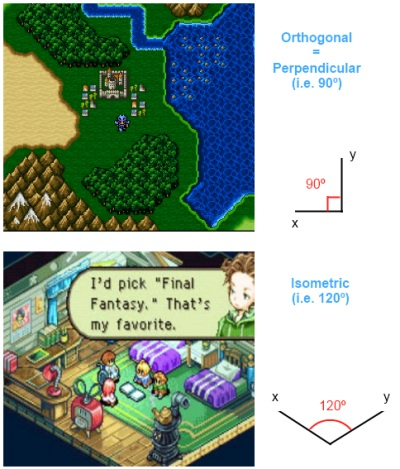 Orthogonal
=
Perpendicular
(i.e. 90º)
y
90º
x
I'd pick "Final
Fantasy." That's
my favorite.
Isometric
(i.e. 120º)
x
120º
y